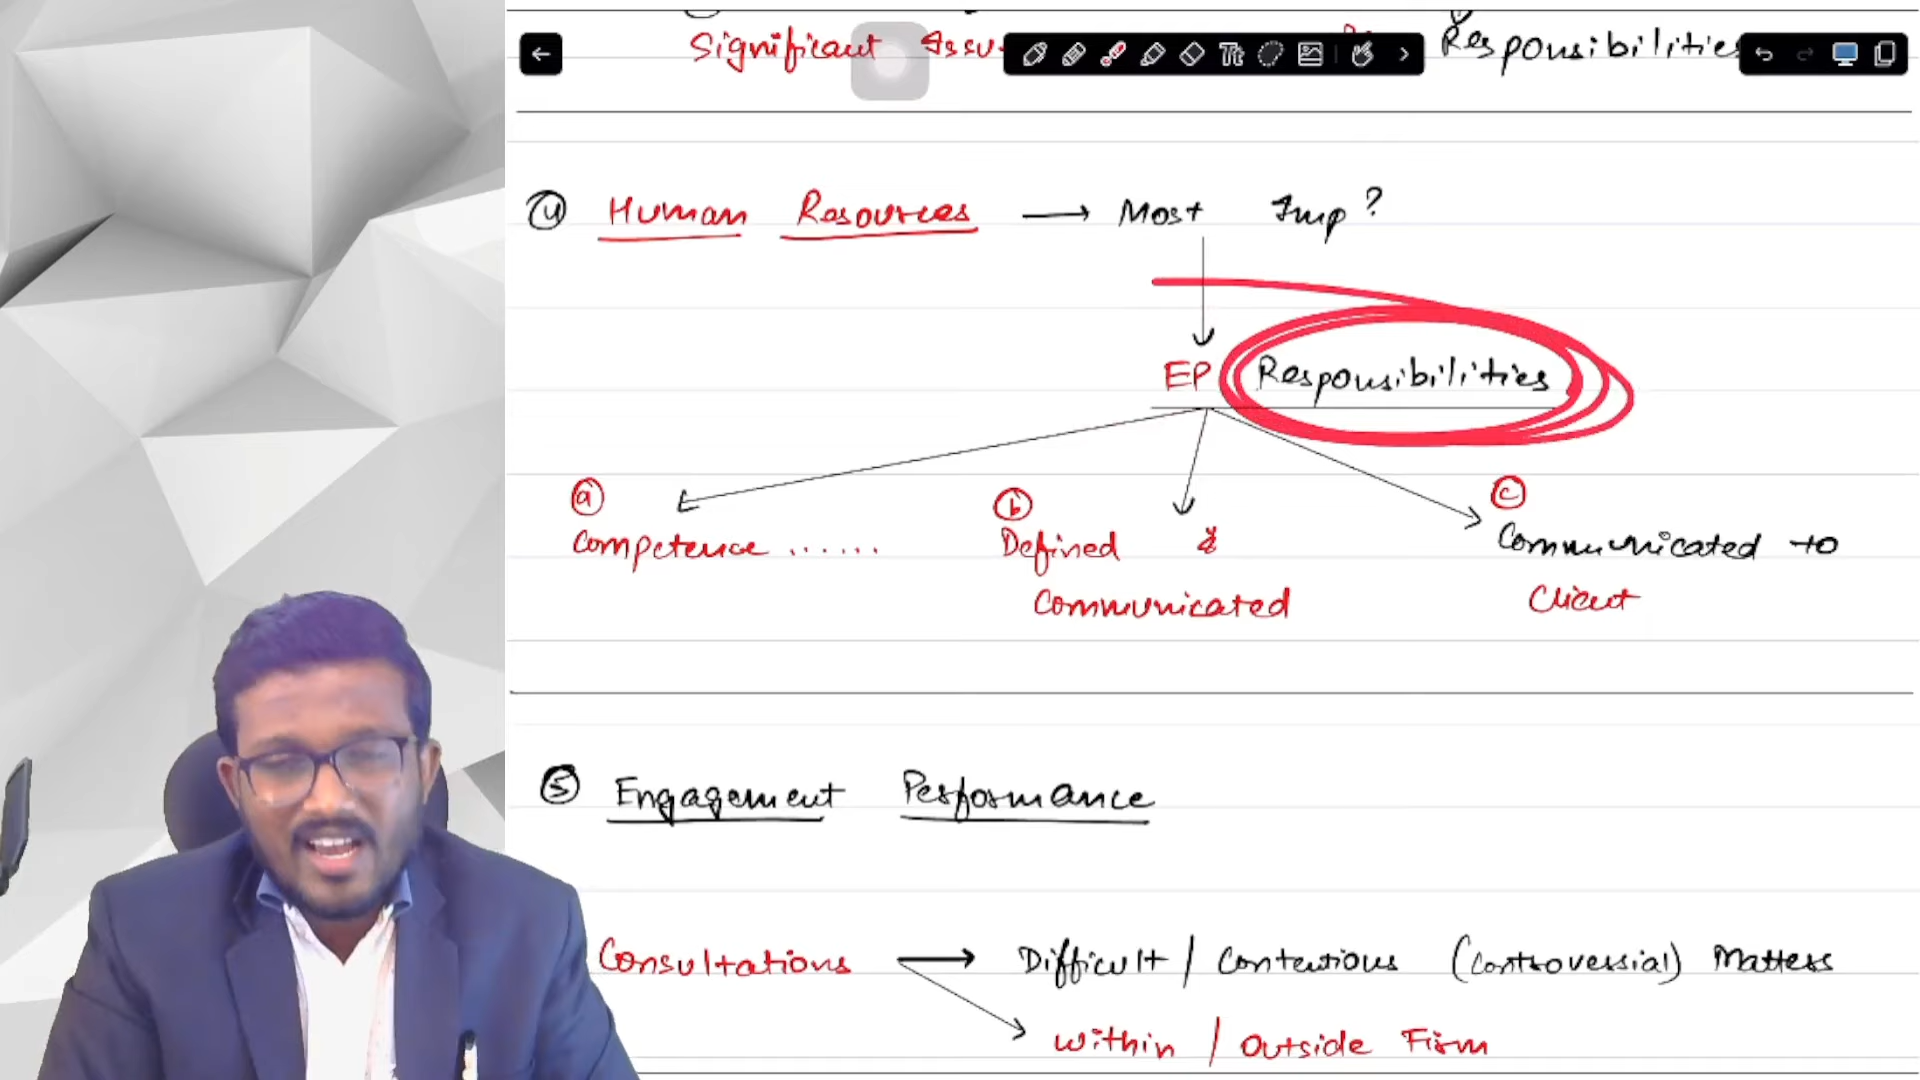 Significant Issu
Responsibilities
④ Human Resources → Most Imp?
EP Responsibilities
ⓐ ⓑ ⓒ
Competence ...... Defined & Communicated to
Communicated Client
⑤ Engagement Performance
Consultations → Difficult / Contentious (Controversial) Matters
Within / Outside Firm